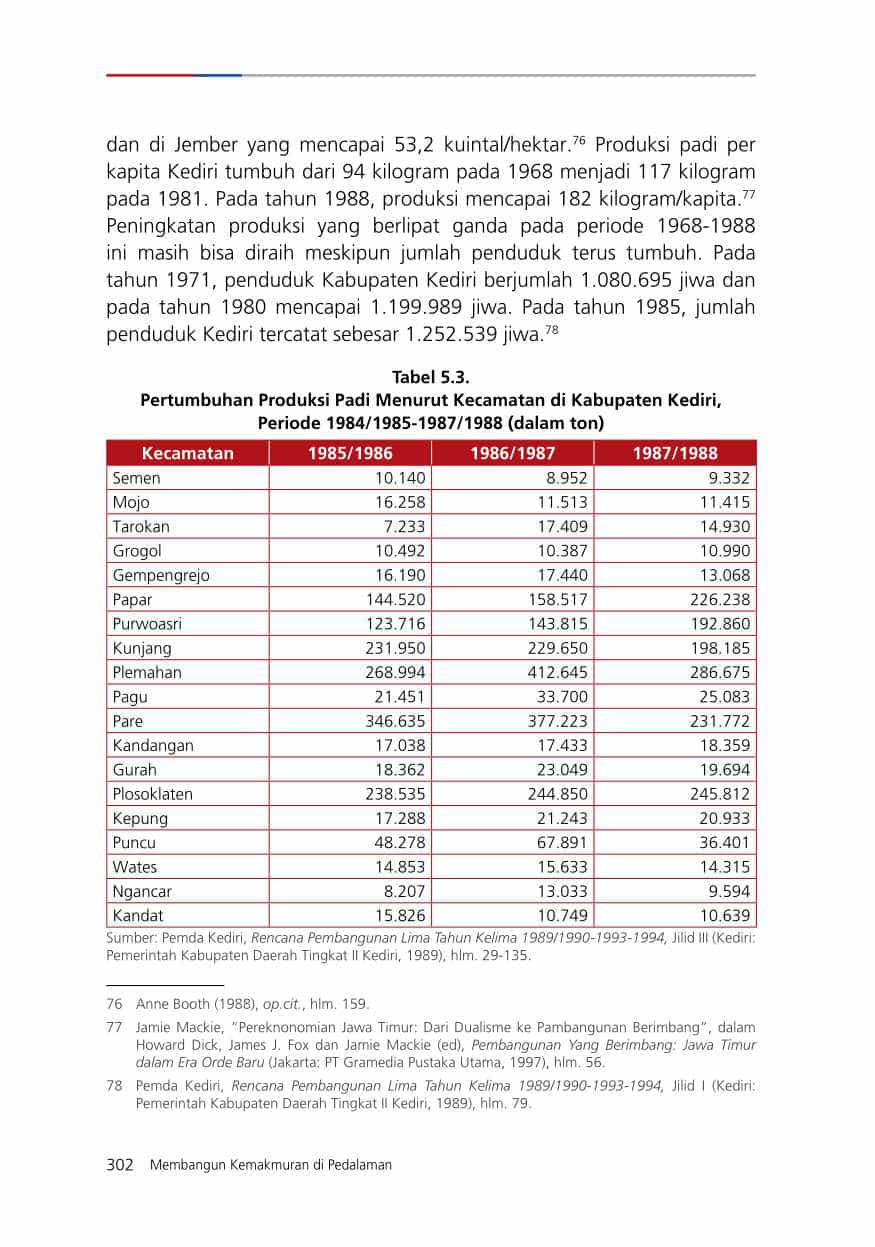 dan di Jember yang mencapai 53,2 kuintal/hektar.76 Produksi padi per
kapita Kediri tumbuh dari 94 kilogram pada 1968 menjadi 117 kilogram
pada 1981. Pada tahun 1988, produksi mencapai 182 kilogram/kapita.77
Peningkatan produksi yang berlipat ganda pada periode 1968-1988
ini masih bisa diraih meskipun jumlah penduduk terus tumbuh. Pada
tahun 1971, penduduk Kabupaten Kediri berjumlah 1.080.695 jiwa dan
pada tahun 1980 mencapai 1.199.989 jiwa. Pada tahun 1985, jumlah
penduduk Kediri tercatat sebesar 1.252.539 jiwa.78
Tabel 5.3.
Pertumbuhan Produksi Padi Menurut Kecamatan di Kabupaten Kediri,
Periode 1984/1985-1987/1988 (dalam ton)
Kecamatan 1985/1986 1986/1987 1987/1988
Semen 10.140 8.952 9.332
Mojo 16.258 11.513 11.415
Tarokan 7.233 17.409 14.930
Grogol 10.492 10.387 10.990
Gempengrejo 16.190 17.440 13.068
Papar 144.520 158.517 226.238
Purwoasri 123.716 143.815 192.860
Kunjang 231.950 229.650 198.185
Plemahan 268.994 412.645 286.675
Pagu 21.451 33.700 25.083
Pare 346.635 377.223 231.772
Kandangan 17.038 17.433 18.359
Gurah 18.362 23.049 19.694
Plosoklaten 238.535 244.850 245.812
Kepung 17.288 21.243 20.933
Puncu 48.278 67.891 36.401
Wates 14.853 15.633 14.315
Ngancar 8.207 13.033 9.594
Kandat 15.826 10.749 10.639
Sumber: Pemda Kediri, Rencana Pembangunan Lima Tahun Kelima 1989/1990-1993-1994, Jilid III (Kediri:
Pemerintah Kabupaten Daerah Tingkat II Kediri, 1989), hlm. 29-135.
76 Anne Booth (1988), op.cit., hlm. 159.
77 Jamie Mackie, “Pereknonomian Jawa Timur: Dari Dualisme ke Pambangunan Berimbang”, dalam
Howard Dick, James J. Fox dan Jamie Mackie (ed), Pembangunan Yang Berimbang: Jawa Timur
dalam Era Orde Baru (Jakarta: PT Gramedia Pustaka Utama, 1997), hlm. 56.
78 Pemda Kediri, Rencana Pembangunan Lima Tahun Kelima 1989/1990-1993-1994, Jilid I (Kediri:
Pemerintah Kabupaten Daerah Tingkat II Kediri, 1989), hlm. 79.
302 Membangun Kemakmuran di Pedalaman